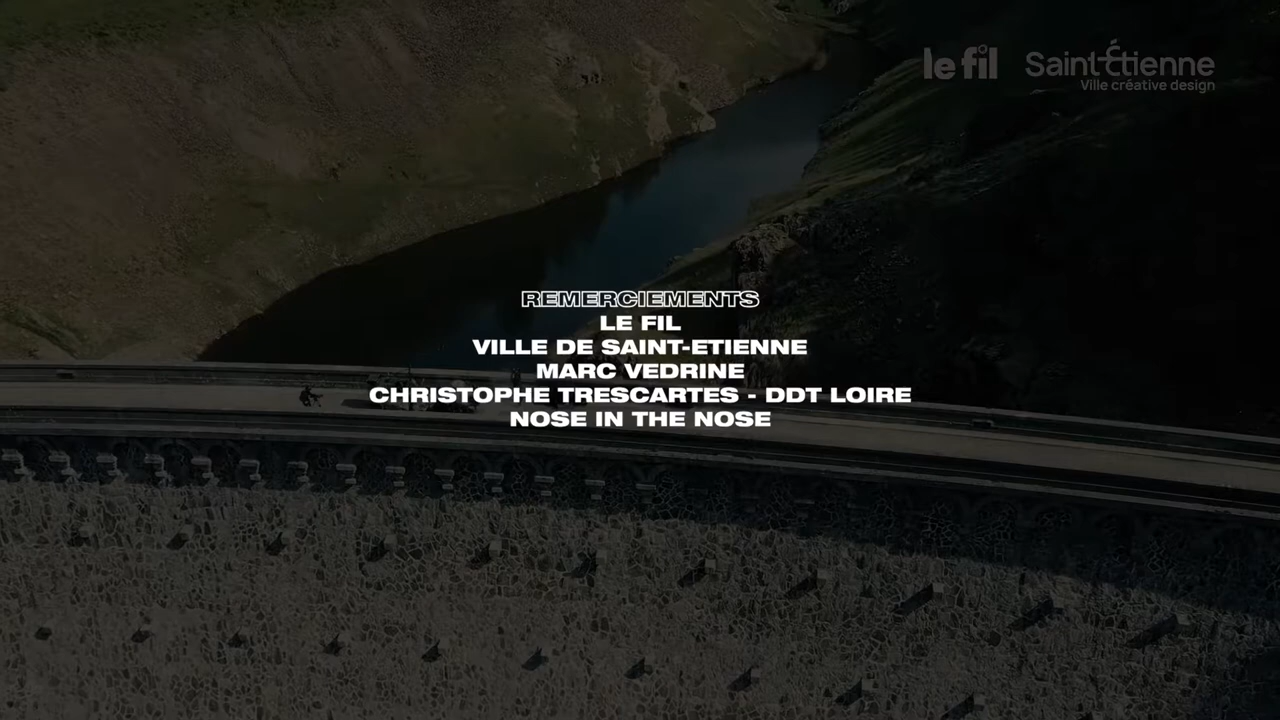 le fil
Saint-Étienne
Ville créative design
REMERCIEMENTS
LE FIL
VILLE DE SAINT-ETIENNE
MARC VEDRINE
CHRISTOPHE TRESCARTES - DDT LOIRE
NOSE IN THE NOSE